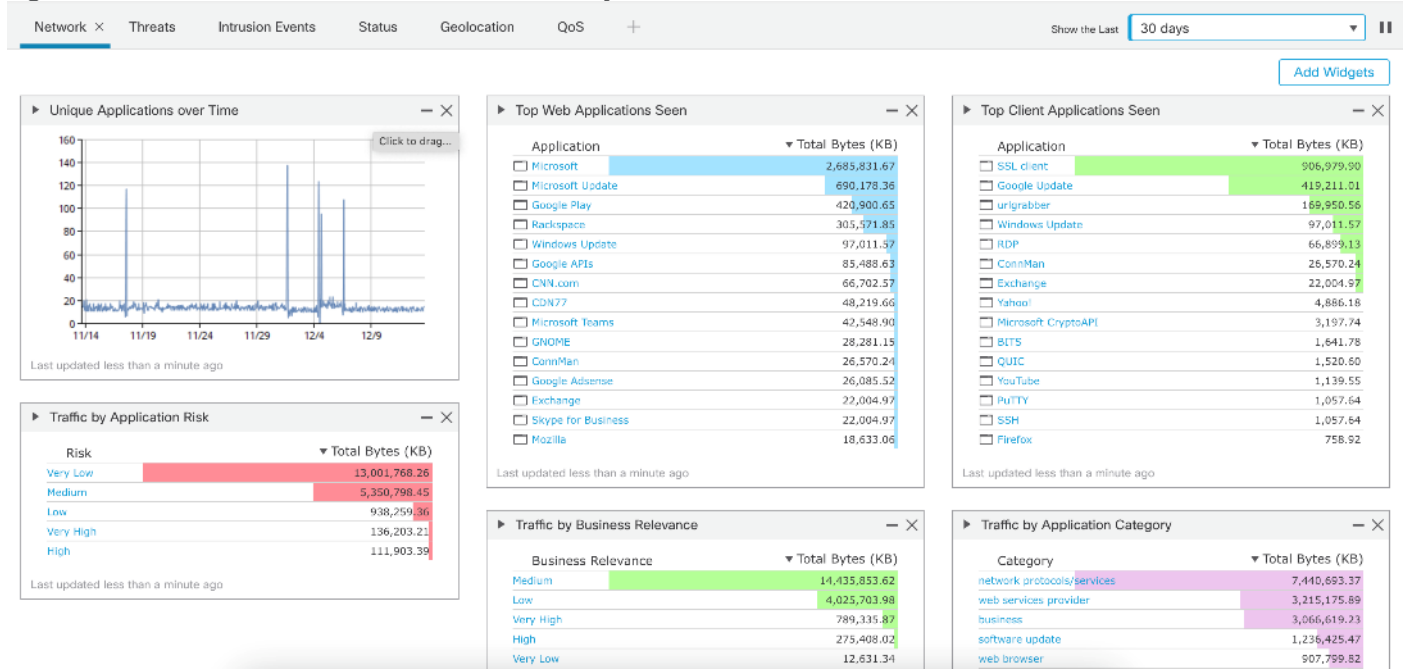 Network × Threats Intrusion Events Status Geolocation QoS + Show the Last 30 days
Add Widgets
Unique Applications over Time
Click to drag...
160
140
120
100
80
60
40
20
0
11/14 11/19 11/24 11/29 12/4 12/9
Last updated less than a minute ago
Traffic by Application Risk
Risk Total Bytes (KB)
Very Low 13,001,768.26
Medium 5,350,798.45
Low 938,259.36
Very High 136,203.21
High 111,903.39
Last updated less than a minute ago
Top Web Applications Seen
Application Total Bytes (KB)
Microsoft 2,685,831.67
Microsoft Update 690,178.36
Google Play 420,900.65
Rackspace 305,571.85
Windows Update 97,011.57
Google APIs 85,488.63
CNN.com 66,702.57
CDN77 48,219.66
Microsoft Teams 42,548.90
GNOME 28,281.15
ConnMan 26,570.24
Google Adsense 26,085.52
Exchange 22,004.97
Skype for Business 22,004.97
Mozilla 18,633.06
Last updated less than a minute ago
Traffic by Business Relevance
Business Relevance Total Bytes (KB)
Medium 14,435,853.62
Low 4,025,703.98
Very High 789,335.87
High 275,408.02
Very Low 12,631.34
Top Client Applications Seen
Application Total Bytes (KB)
SSL client 906,979.90
Google Update 419,211.01
urlgrabber 169,950.56
Windows Update 97,011.57
RDP 66,899.13
ConnMan 26,570.24
Exchange 22,004.97
Yahoo! 4,886.18
Microsoft CryptoAPI 3,197.74
BITS 1,641.78
QUIC 1,520.60
YouTube 1,139.55
PuTTY 1,057.64
SSH 1,057.64
Firefox 758.92
Last updated less than a minute ago
Traffic by Application Category
Category Total Bytes (KB)
network protocols/services 7,440,693.37
web services provider 3,215,175.89
business 3,066,619.23
software update 1,236,425.47
web browser 907,799.82